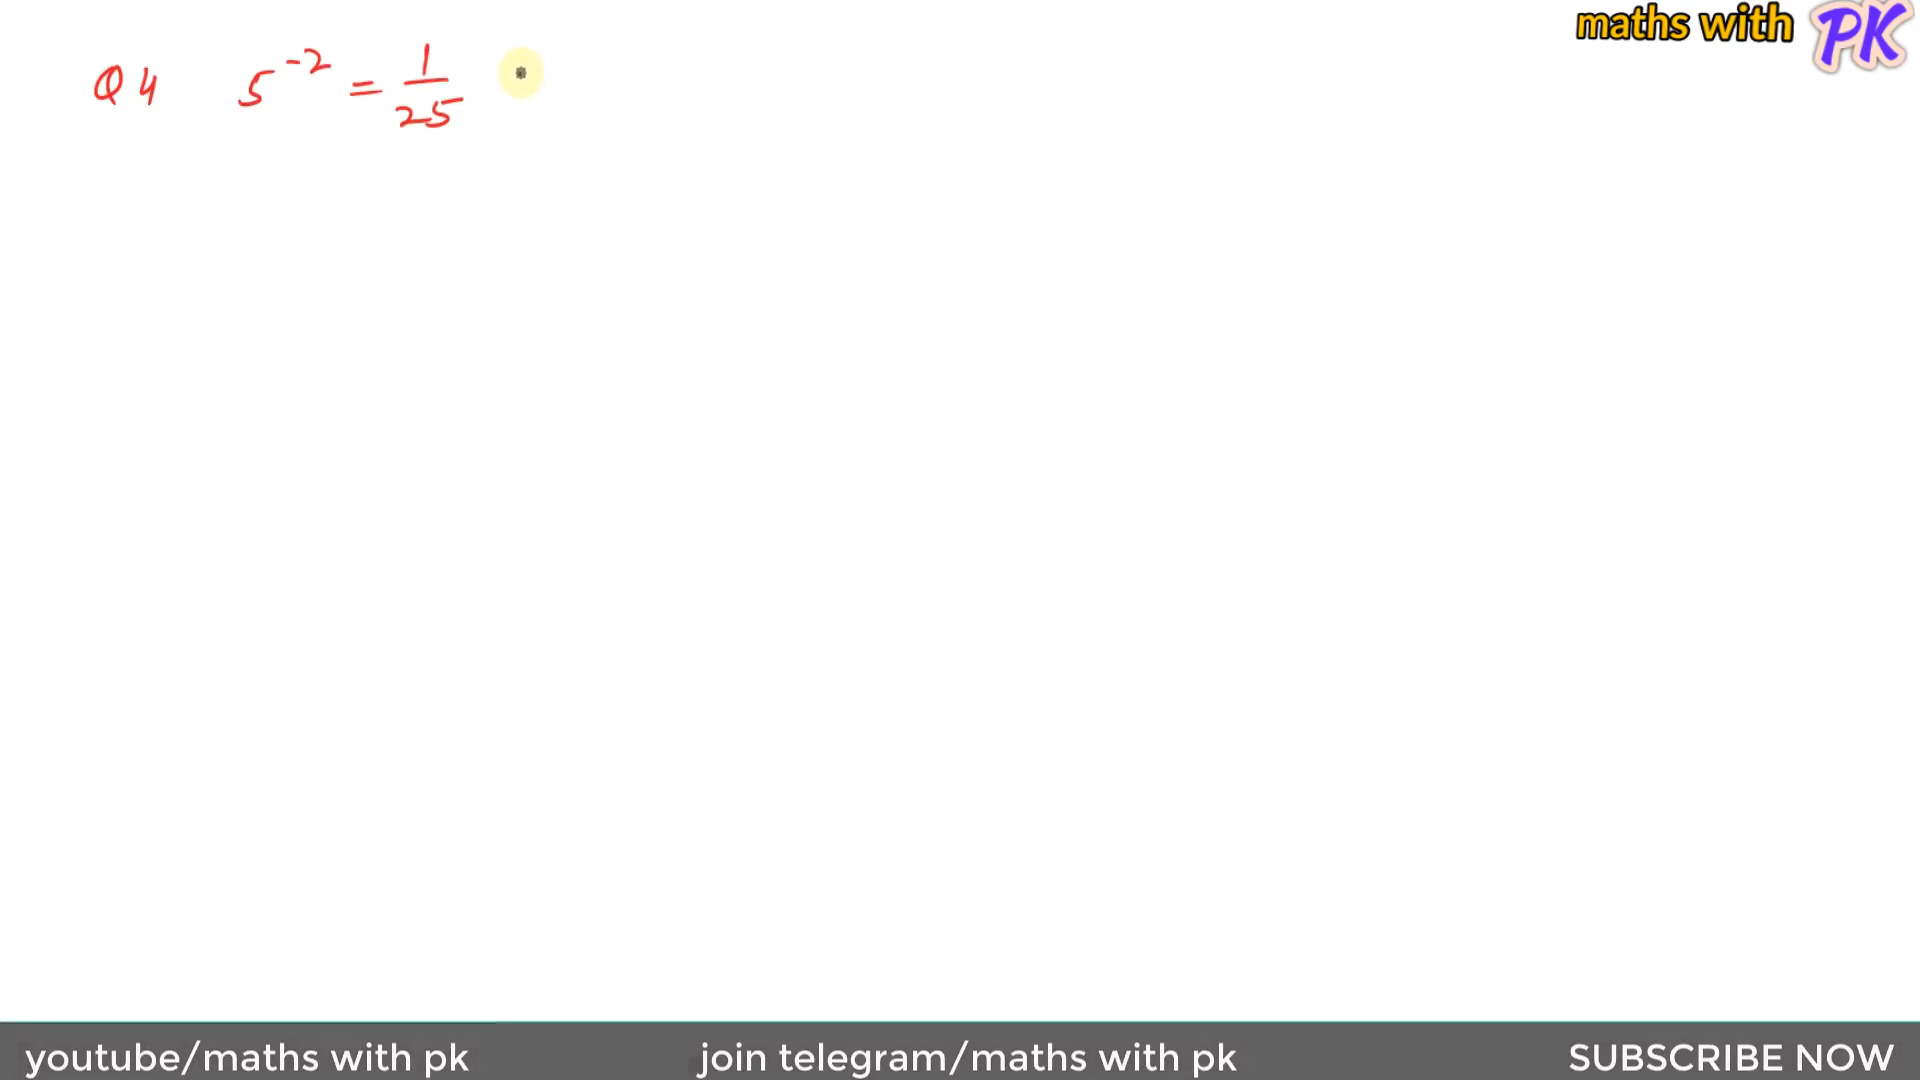 maths with PK
Q 4 5⁻² = 1/25
youtube/maths with pk join telegram/maths with pk SUBSCRIBE NOW